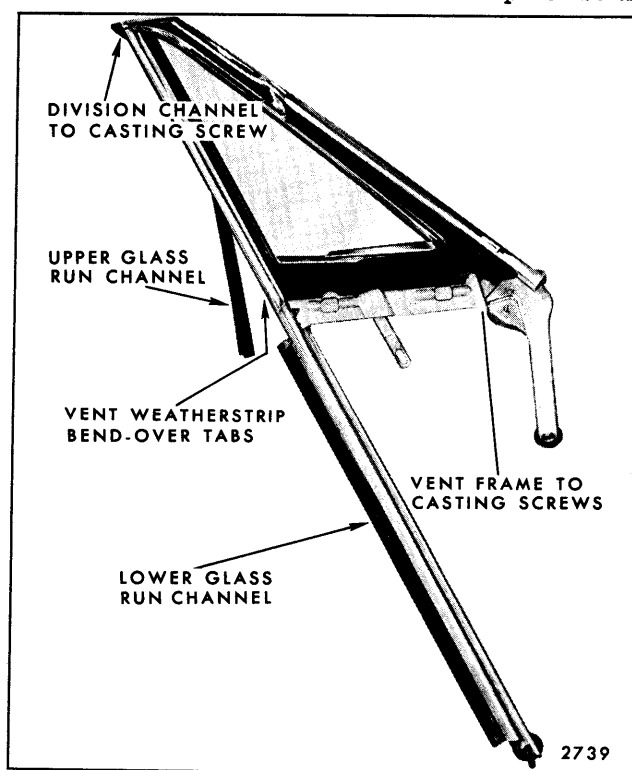 DIVISION CHANNEL
TO CASTING SCREW
UPPER GLASS
RUN CHANNEL
VENT WEATHERSTRIP
BEND-OVER TABS
VENT FRAME TO
CASTING SCREWS
LOWER GLASS
RUN CHANNEL
2739